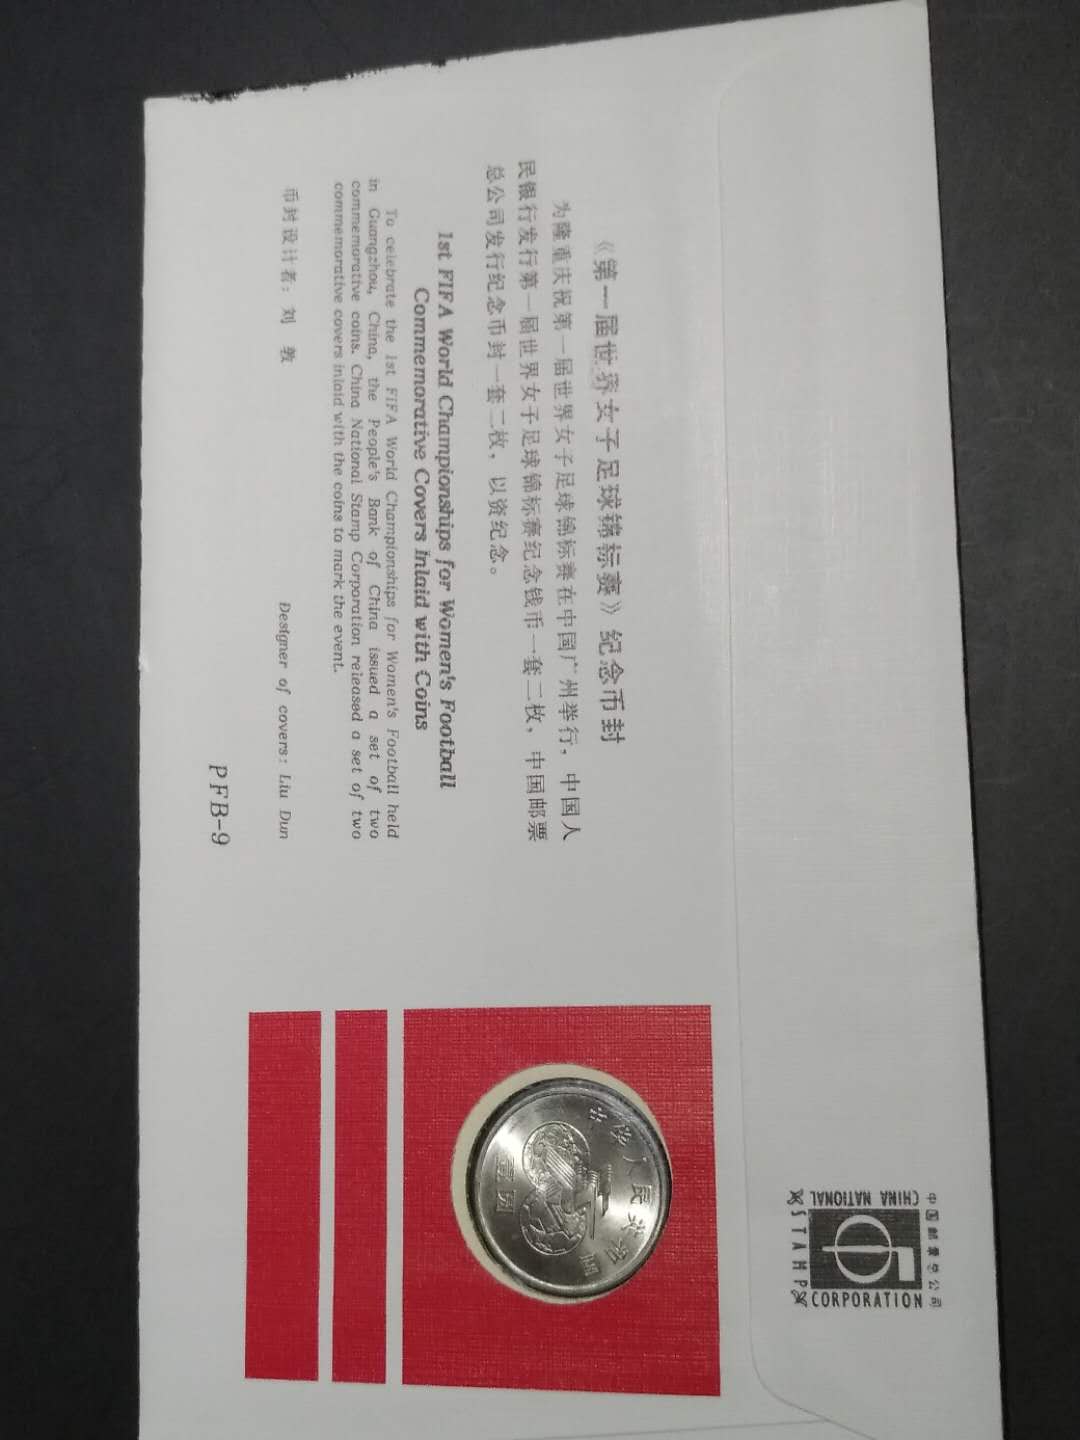 《第一届世界女子足球锦标赛》纪念币封
为隆重庆祝第一届世界女子足球锦标赛在中国广州举行，中国人
民银行发行第一届世界女子足球锦标赛纪念钱币一套二枚，中国邮票
总公司发行纪念币封一套二枚，以资纪念。
1st FIFA World Championships for Women's Football
Commemorative Covers Inlaid with Coins
To celebrate the 1st FIFA World Championships for Women's Football held
in Guangzhou, China, the People's Bank of China issued a set of two
commemorative coins. China National Stamp Corporation released a set of two
commemorative covers inlaid with the coins to mark the event.
币封设计者：刘敦
Designer of covers: Liu Dun
PFB-9
中华人民共和国
壹圆
中国邮票总公司
CHINA NATIONAL
STAMP
CORPORATION